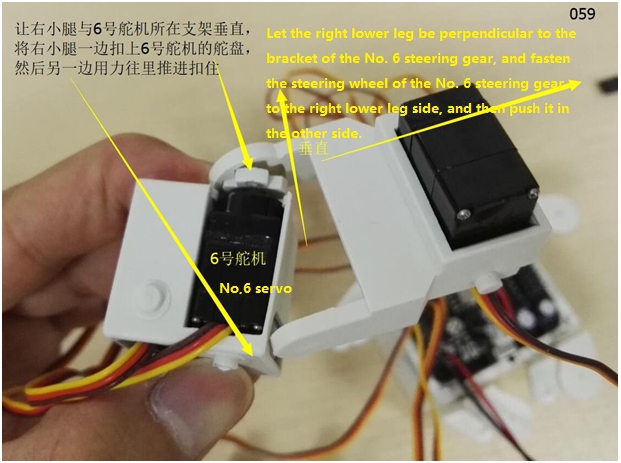 059
让右小腿与6号舵机所在支架垂直，
将右小腿一边扣上6号舵机的舵盘，
然后另一边用力往里推进扣住
Let the right lower leg be perpendicular to the
bracket of the No. 6 steering gear, and fasten
the steering wheel of the No. 6 steering gear
to the right lower leg side, and then push it in
the other side.
垂直
6号舵机
No,6 servo